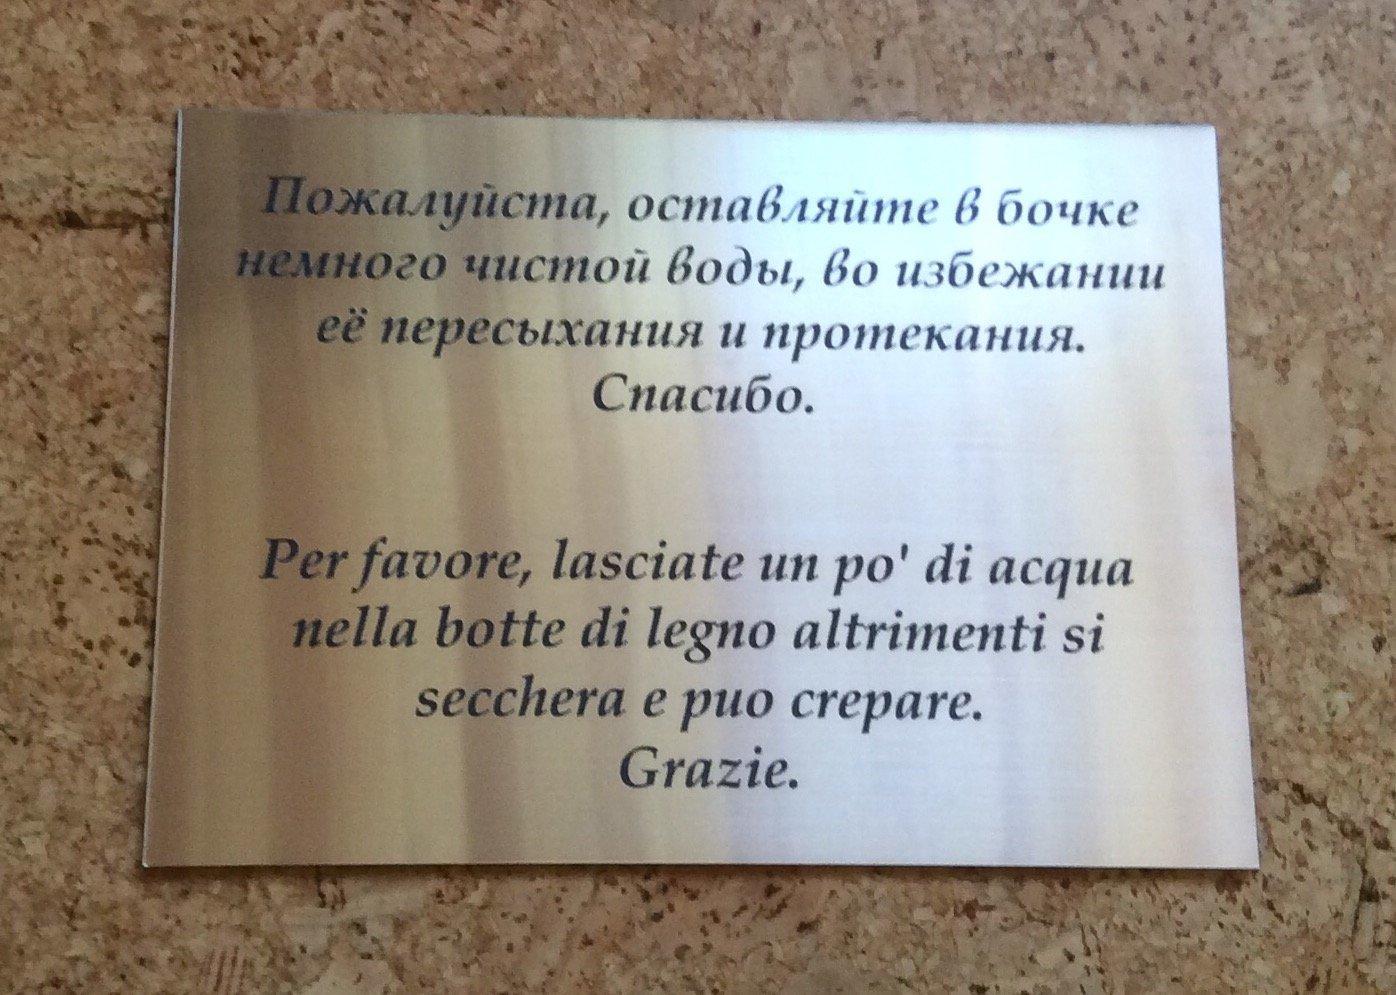 Пожалуйста, оставляйте в бочке
немного чистой воды, во избежании
её пересыхания и протекания.
Спасибо.
Per favore, lasciate un po' di acqua
nella botte di legno altrimenti si
secchera e puo crepare.
Grazie.